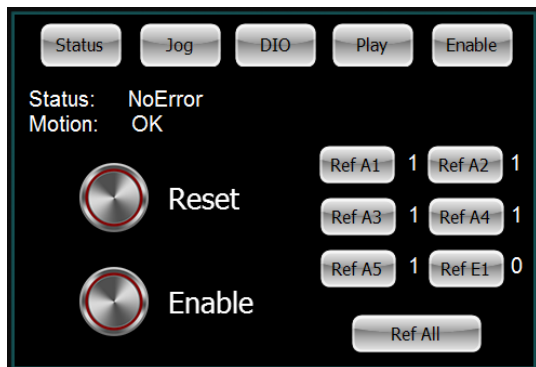 Status Jog DIO Play Enable
Status: NoError
Motion: OK
Ref A1 1 Ref A2 1
Reset
Ref A3 1 Ref A4 1
Ref A5 1 Ref E1 0
Enable
Ref All